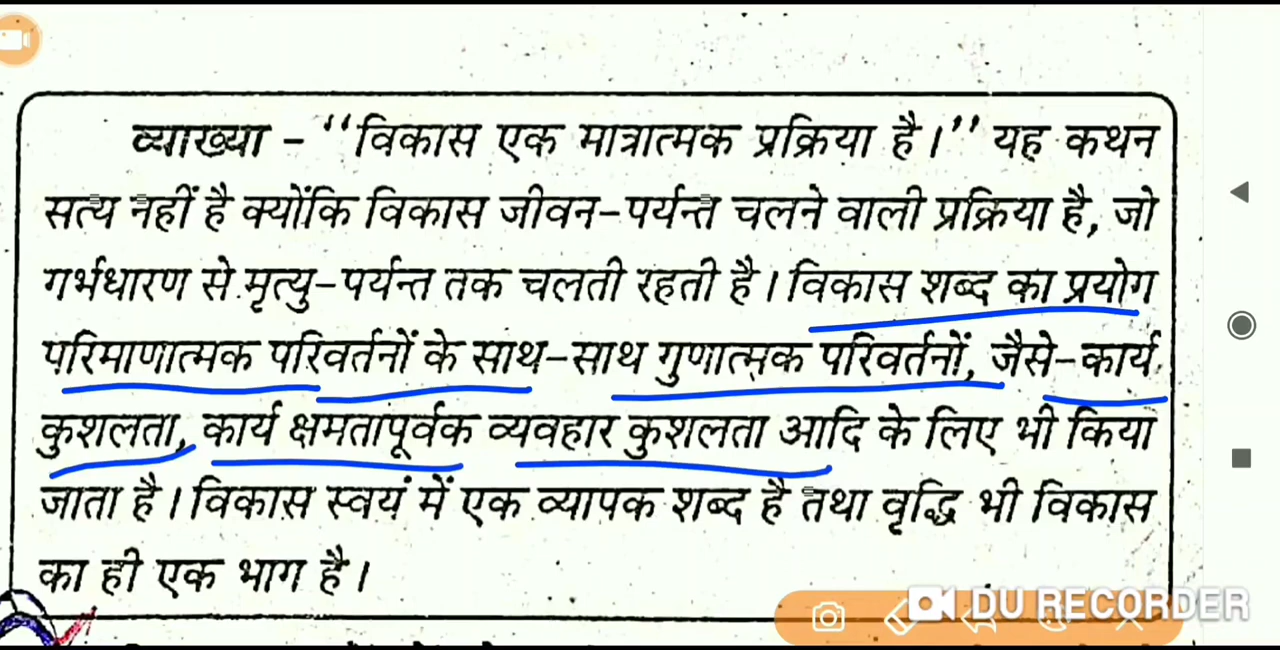 व्याख्या - “विकास एक मात्रात्मक प्रक्रिया है।” यह कथन
सत्य नहीं है क्योंकि विकास जीवन-पर्यन्त चलने वाली प्रक्रिया है, जो
गर्भधारण से मृत्यु-पर्यन्त तक चलती रहती है। विकास शब्द का प्रयोग
परिमाणात्मक परिवर्तनों के साथ-साथ गुणात्मक परिवर्तनों, जैसे-कार्य
कुशलता, कार्य क्षमतापूर्वक व्यवहार कुशलता आदि के लिए भी किया
जाता है। विकास स्वयं में एक व्यापक शब्द है तथा वृद्धि भी विकास
का ही एक भाग है।
DU RECORDER